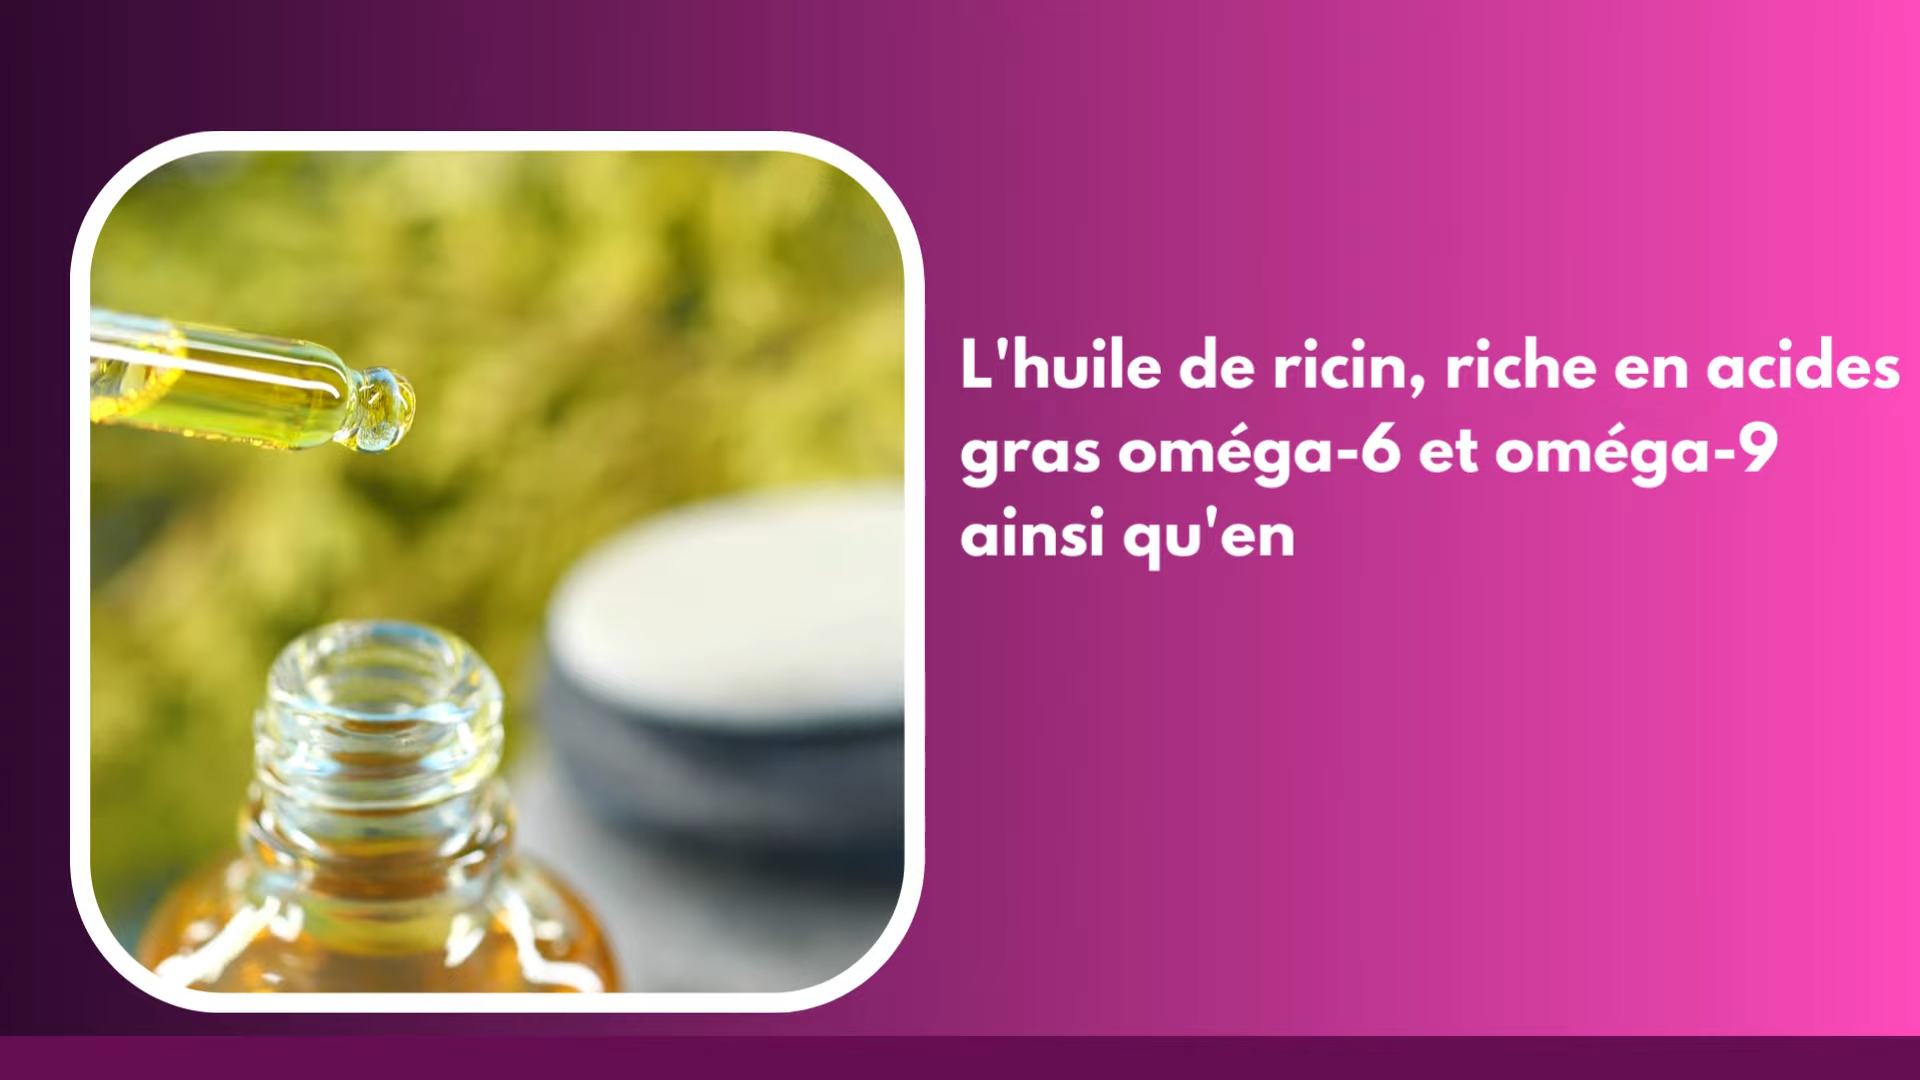 L'huile de ricin, riche en acides
gras oméga-6 et oméga-9
ainsi qu'en